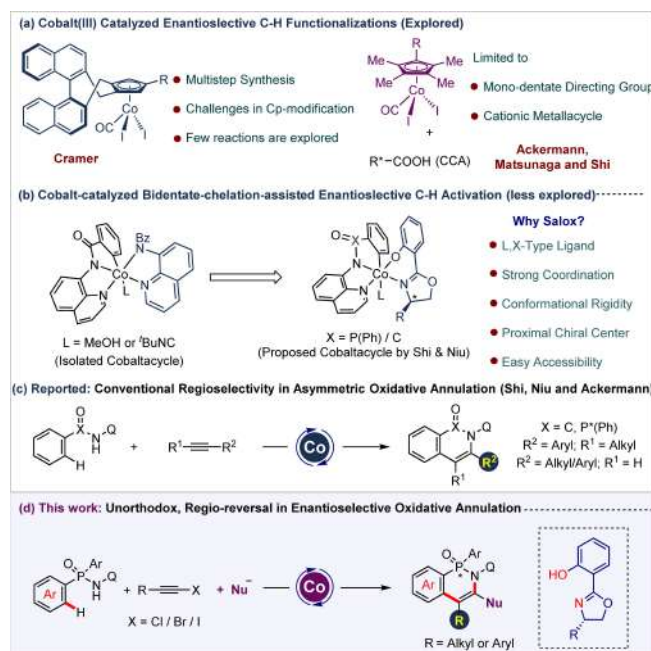 (a) Cobalt(III) Catalyzed Enantioslective C-H Functionalizations (Explored)
R
Co
OC
I
I
Cramer
Multistep Synthesis
Challenges in Cp-modification
Few reactions are explored
R
Me
Me
Me
Me
Co
OC
I
I
+
R*-COOH (CCA)
Limited to
Mono-dentate Directing Group
Cationic Metallacycle
Ackermann,
Matsunaga and Shi
(b) Cobalt-catalyzed Bidentate-chelation-assisted Enantioslective C-H Activation (less explored)
O
N
Co
N
L
Bz
N
N
L = MeOH or tBuNC
(Isolated Cobaltacycle)
O
X
N
Co
N
L
O
N
O
R
*
X = P(Ph) / C
(Proposed Cobaltacycle by Shi & Niu)
Why Salox?
L,X-Type Ligand
Strong Coordination
Conformational Rigidity
Proximal Chiral Center
Easy Accessibility
(c) Reported: Conventional Regioselectivity in Asymmetric Oxidative Annulation (Shi, Niu and Ackermann)
O
X
N
H
Q
H
+
R1
R2
Co
O
X
N
Q
R2
R1
X = C, P*(Ph)
R2 = Aryl; R1 = Alkyl
R2 = Alkyl/Aryl; R1 = H
(d) This work: Unorthodox, Regio-reversal in Enantioselective Oxidative Annulation
O
Ar
P
N
H
Q
Ar
H
+
R
X
+ Nu−
X = Cl / Br / I
Co
O
Ar
P
*
N
Q
Ar
Nu
R
R = Alkyl or Aryl
HO
N
O
R